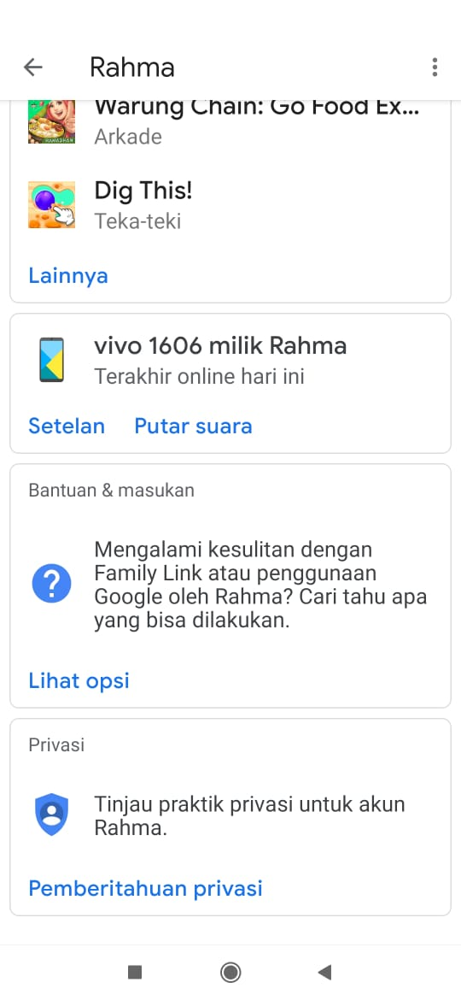 Rahma
Warung Chain: Go Food Ex...
Arkade
RAMADHAN
Dig This!
Teka-teki
Lainnya
vivo 1606 milik Rahma
Terakhir online hari ini
Setelan Putar suara
Bantuan & masukan
Mengalami kesulitan dengan
Family Link atau penggunaan
Google oleh Rahma? Cari tahu apa
yang bisa dilakukan.
Lihat opsi
Privasi
Tinjau praktik privasi untuk akun
Rahma.
Pemberitahuan privasi